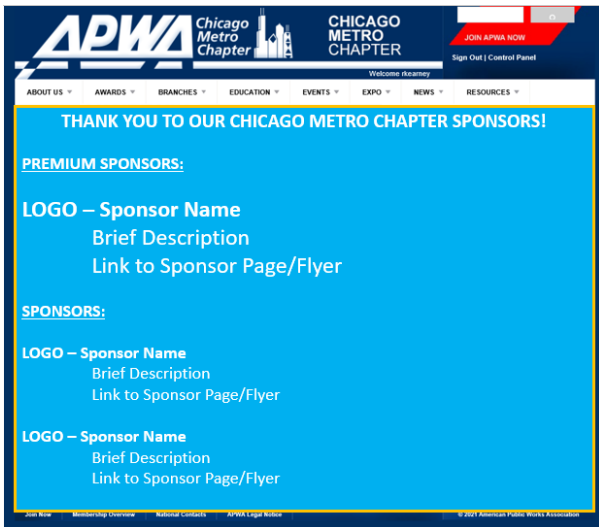 APWA Chicago
Metro
Chapter
CHICAGO
METRO
CHAPTER
JOIN APWA NOW
Sign Out | Control Panel
Welcome rkearney
ABOUT US AWARDS BRANCHES EDUCATION EVENTS EXPO NEWS RESOURCES
THANK YOU TO OUR CHICAGO METRO CHAPTER SPONSORS!
PREMIUM SPONSORS:
LOGO – Sponsor Name
Brief Description
Link to Sponsor Page/Flyer
SPONSORS:
LOGO – Sponsor Name
Brief Description
Link to Sponsor Page/Flyer
LOGO – Sponsor Name
Brief Description
Link to Sponsor Page/Flyer
Join Now Membership Overview National Contacts APWA Legal Notice © 2021 American Public Works Association